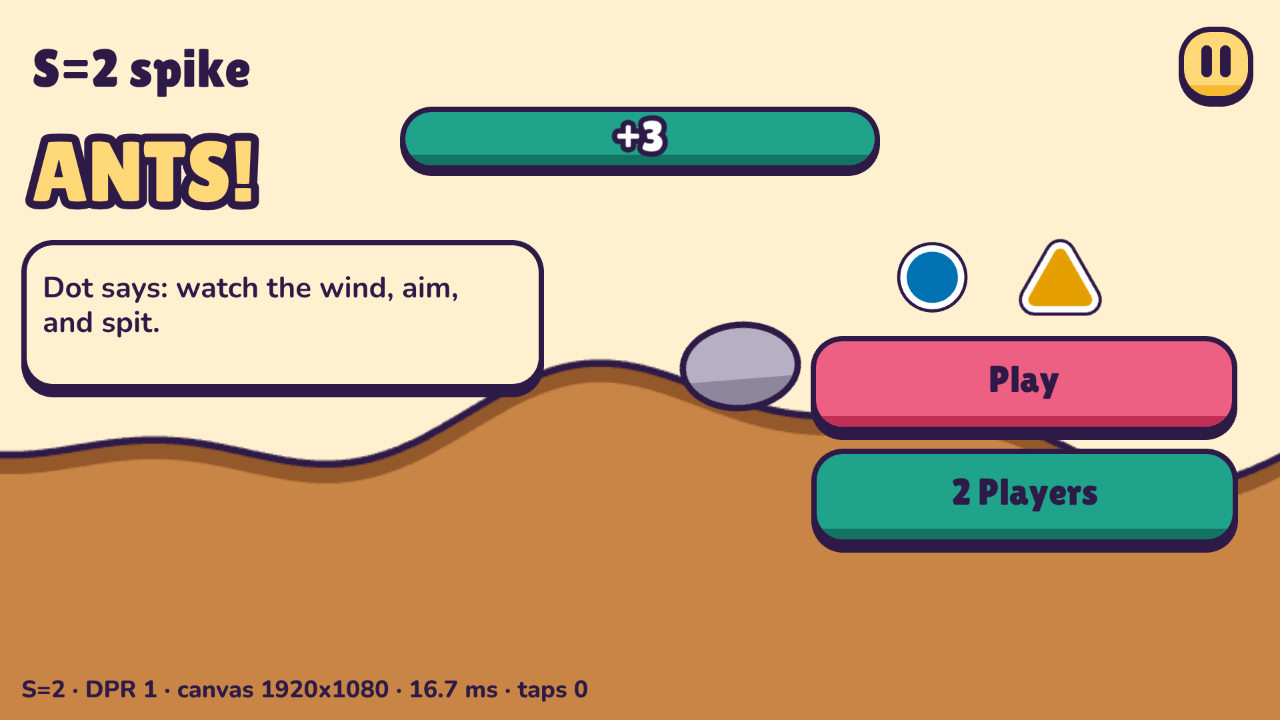 S=2 spike
ANTS!
+3
Dot says: watch the wind, aim,
and spit.
Play
2 Players
S=2 · DPR 1 · canvas 1920x1080 · 16.7 ms · taps 0